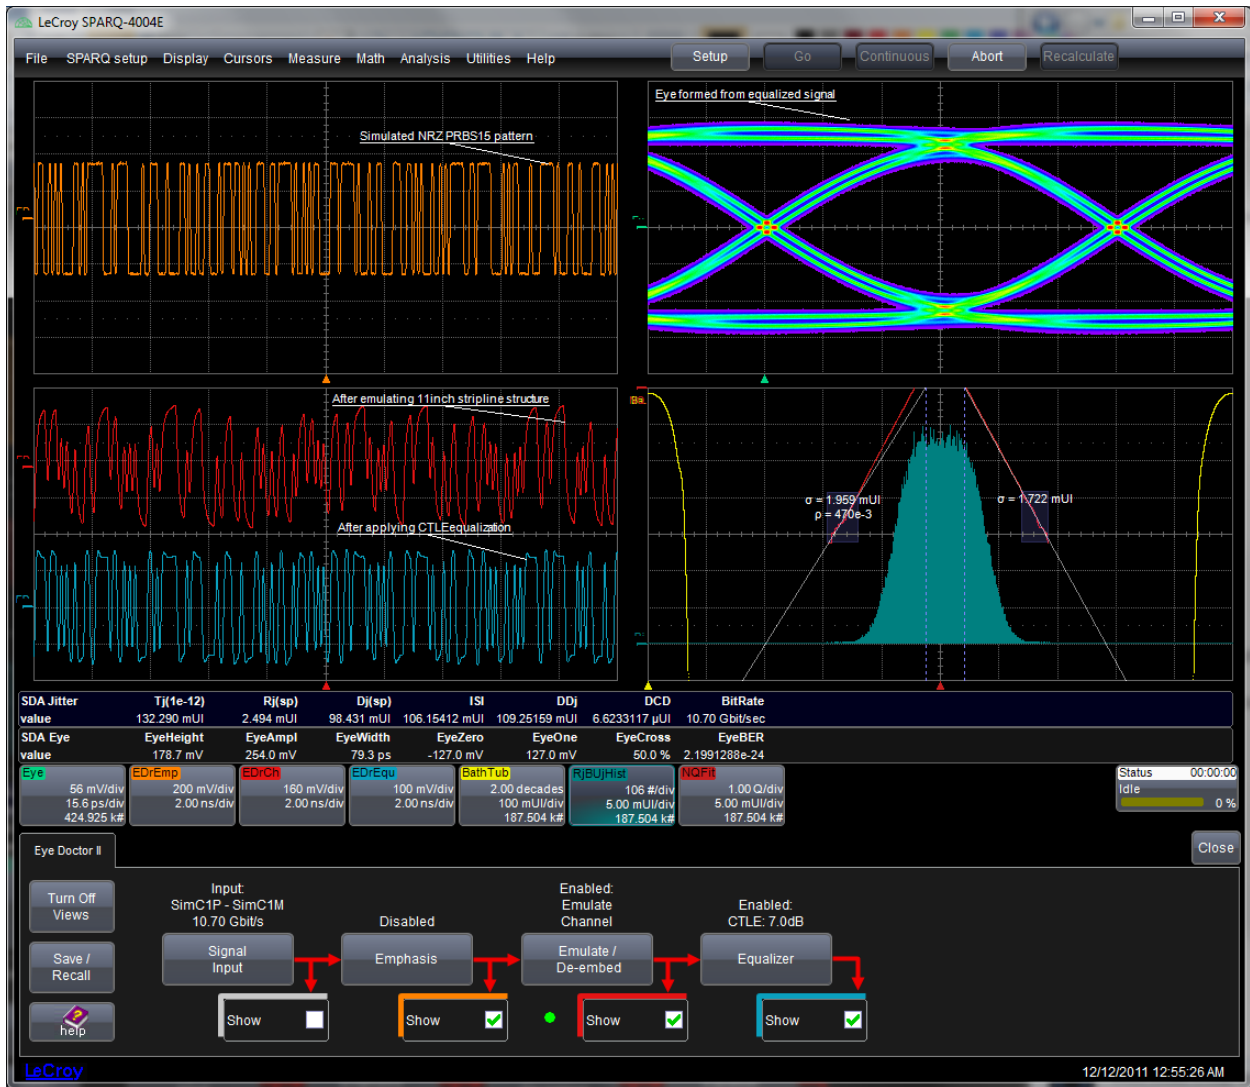 LeCroy SPARQ-4004E
File SPARQ setup Display Cursors Measure Math Analysis Utilities Help Setup Go Continuous Abort Recalculate
Simulated NRZ PRBS15 pattern
Eye formed from equalized signal
After emulating 11inch stripline structure
After applying CTLE equalization
Ba
σ = 1.959 mUI
ρ = 470e-3
σ = 1.722 mUI
SDA Jitter Tj(1e-12) Rj(sp) Dj(sp) ISI DDj DCD BitRate
value 132.290 mUI 2.494 mUI 98.431 mUI 106.15412 mUI 109.25159 mUI 6.6233117 µUI 10.70 Gbit/sec
SDA Eye EyeHeight EyeAmpl EyeWidth EyeZero EyeOne EyeCross EyeBER
value 178.7 mV 254.0 mV 79.3 ps -127.0 mV 127.0 mV 50.0 % 2.1991288e-24
Eye EDrEmp EDrCh EDrEqu BathTub RjBUjHist NQFit Status 00:00:00
56 mV/div 200 mV/div 160 mV/div 100 mV/div 2.00 decades 106 #/div 1.00 Q/div Idle
15.6 ps/div 2.00 ns/div 2.00 ns/div 2.00 ns/div 100 mUI/div 5.00 mUI/div 5.00 mUI/div 0 %
424.925 k# 187.504 k# 187.504 k# 187.504 k#
Eye Doctor II
Close
Turn Off
Views
Save /
Recall
help
Input:
SimC1P - SimC1M
10.70 Gbit/s
Signal
Input
Show
Disabled
Emphasis
Show
Enabled:
Emulate
Channel
Emulate /
De-embed
Show
Enabled:
CTLE: 7.0dB
Equalizer
Show
LeCroy
12/12/2011 12:55:26 AM